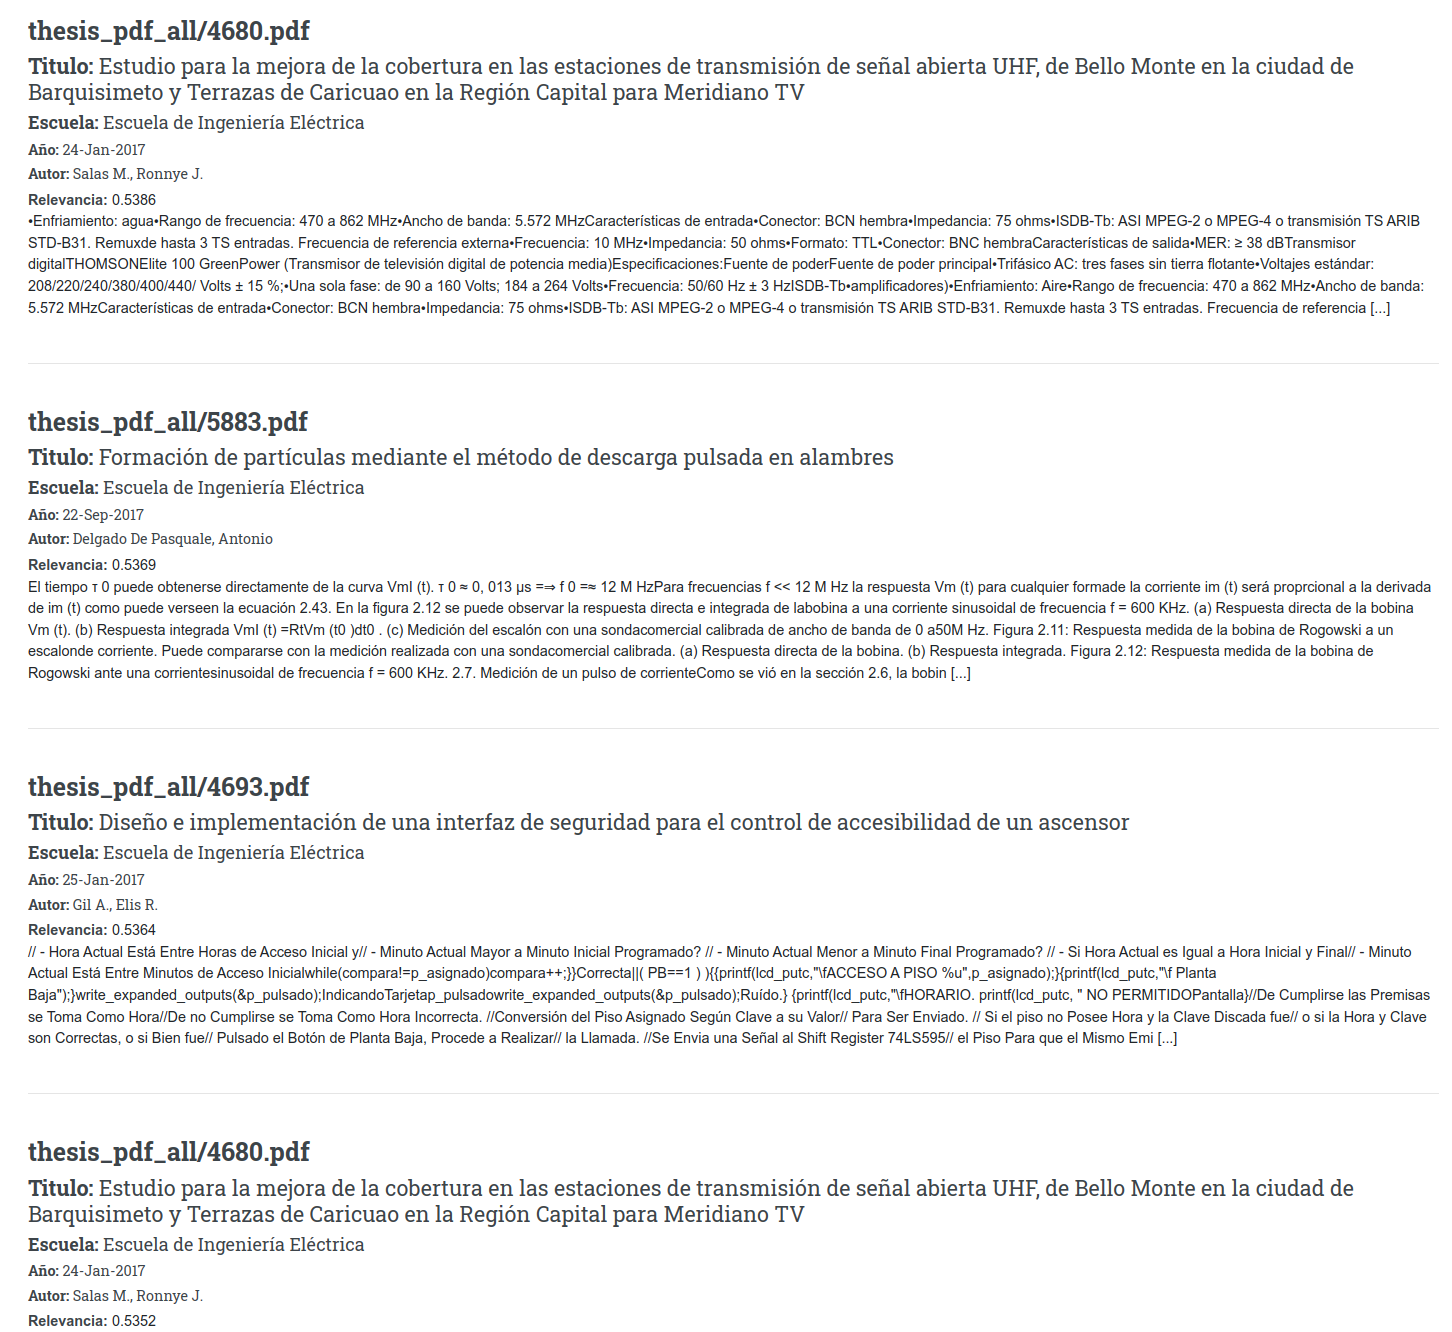 thesis_pdf_all/4680.pdf
Titulo: Estudio para la mejora de la cobertura en las estaciones de transmisión de señal abierta UHF, de Bello Monte en la ciudad de
Barquisimeto y Terrazas de Caricuao en la Región Capital para Meridiano TV
Escuela: Escuela de Ingeniería Eléctrica
Año: 24-Jan-2017
Autor: Salas M., Ronnye J.
Relevancia: 0.5386
•Enfriamiento: agua•Rango de frecuencia: 470 a 862 MHz•Ancho de banda: 5.572 MHzCaracterísticas de entrada•Conector: BCN hembra•Impedancia: 75 ohms•ISDB-Tb: ASI MPEG-2 o MPEG-4 o transmisión TS ARIB
STD-B31. Remuxde hasta 3 TS entradas. Frecuencia de referencia externa•Frecuencia: 10 MHz•Impedancia: 50 ohms•Formato: TTL•Conector: BNC hembraCaracterísticas de salida•MER: ≥ 38 dBTransmisor
digitalTHOMSONElite 100 GreenPower (Transmisor de televisión digital de potencia media)Especificaciones:Fuente de poderFuente de poder principal•Trifásico AC: tres fases sin tierra flotante•Voltajes estándar:
208/220/240/380/400/440/ Volts ± 15 %;•Una sola fase: de 90 a 160 Volts; 184 a 264 Volts•Frecuencia: 50/60 Hz ± 3 HzISDB-Tb•amplificadores)•Enfriamiento: Aire•Rango de frecuencia: 470 a 862 MHz•Ancho de banda:
5.572 MHzCaracterísticas de entrada•Conector: BCN hembra•Impedancia: 75 ohms•ISDB-Tb: ASI MPEG-2 o MPEG-4 o transmisión TS ARIB STD-B31. Remuxde hasta 3 TS entradas. Frecuencia de referencia [...]
thesis_pdf_all/5883.pdf
Titulo: Formación de partículas mediante el método de descarga pulsada en alambres
Escuela: Escuela de Ingeniería Eléctrica
Año: 22-Sep-2017
Autor: Delgado De Pasquale, Antonio
Relevancia: 0.5369
El tiempo τ 0 puede obtenerse directamente de la curva VmI (t). τ 0 ≈ 0, 013 µs =⇒ f 0 =≈ 12 M HzPara frecuencias f << 12 M Hz la respuesta Vm (t) para cualquier formade la corriente im (t) será proprcional a la derivada
de im (t) como puede verseen la ecuación 2.43. En la figura 2.12 se puede observar la respuesta directa e integrada de labobina a una corriente sinusoidal de frecuencia f = 600 KHz. (a) Respuesta directa de la bobina
Vm (t). (b) Respuesta integrada VmI (t) =RtVm (t0 )dt0 . (c) Medición del escalón con una sondacomercial calibrada de ancho de banda de 0 a50M Hz. Figura 2.11: Respuesta medida de la bobina de Rogowski a un
escalonde corriente. Puede compararse con la medición realizada con una sondacomercial calibrada. (a) Respuesta directa de la bobina. (b) Respuesta integrada. Figura 2.12: Respuesta medida de la bobina de
Rogowski ante una corrientesinusoidal de frecuencia f = 600 KHz. 2.7. Medición de un pulso de corrienteComo se vió en la sección 2.6, la bobin [...]
thesis_pdf_all/4693.pdf
Titulo: Diseño e implementación de una interfaz de seguridad para el control de accesibilidad de un ascensor
Escuela: Escuela de Ingeniería Eléctrica
Año: 25-Jan-2017
Autor: Gil A., Elis R.
Relevancia: 0.5364
// - Hora Actual Está Entre Horas de Acceso Inicial y// - Minuto Actual Mayor a Minuto Inicial Programado? // - Minuto Actual Menor a Minuto Final Programado? // - Si Hora Actual es Igual a Hora Inicial y Final// - Minuto
Actual Está Entre Minutos de Acceso Inicialwhile(compara!=p_asignado)compara++;}}Correcta||( PB==1 ) ){{printf(lcd_putc,"\fACCESO A PISO %u",p_asignado);}{printf(lcd_putc,"\f Planta
Baja");}write_expanded_outputs(&p_pulsado);IndicandoTarjetap_pulsadowrite_expanded_outputs(&p_pulsado);Ruído.} {printf(lcd_putc,"\fHORARIO. printf(lcd_putc, " NO PERMITIDOPantalla}//De Cumplirse las Premisas
se Toma Como Hora//De no Cumplirse se Toma Como Hora Incorrecta. //Conversión del Piso Asignado Según Clave a su Valor// Para Ser Enviado. // Si el piso no Posee Hora y la Clave Discada fue// o si la Hora y Clave
son Correctas, o si Bien fue// Pulsado el Botón de Planta Baja, Procede a Realizar// la Llamada. //Se Envia una Señal al Shift Register 74LS595// el Piso Para que el Mismo Emi [...]
thesis_pdf_all/4680.pdf
Titulo: Estudio para la mejora de la cobertura en las estaciones de transmisión de señal abierta UHF, de Bello Monte en la ciudad de
Barquisimeto y Terrazas de Caricuao en la Región Capital para Meridiano TV
Escuela: Escuela de Ingeniería Eléctrica
Año: 24-Jan-2017
Autor: Salas M., Ronnye J.
Relevancia: 0.5352